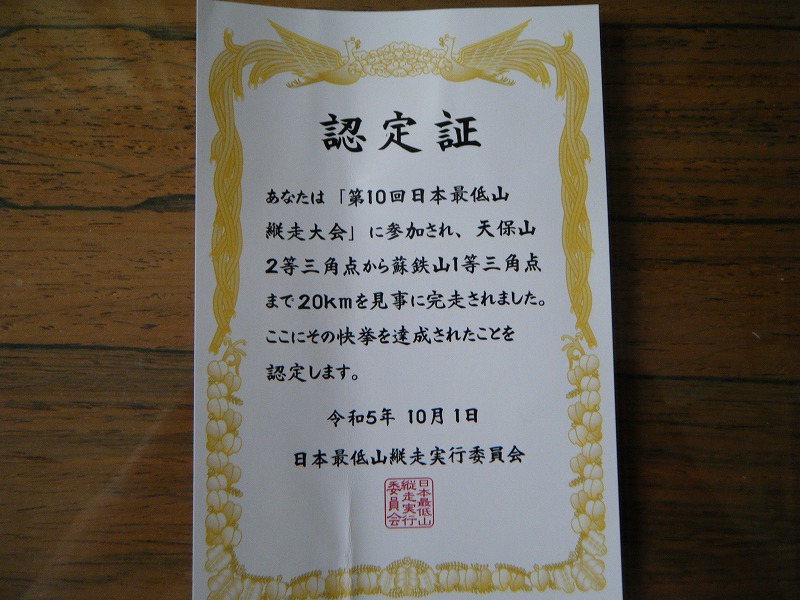 認定証
あなたは「第10回日本最低山
縦走大会」に参加され、天保山
2等三角点から蘇鉄山1等三角点
まで20kmを見事に完走されました。
ここにその快挙を達成されたことを
認定します。
令和5年 10月1日
日本最低山縦走実行委員会
日本最低山
縦走実行
委員会